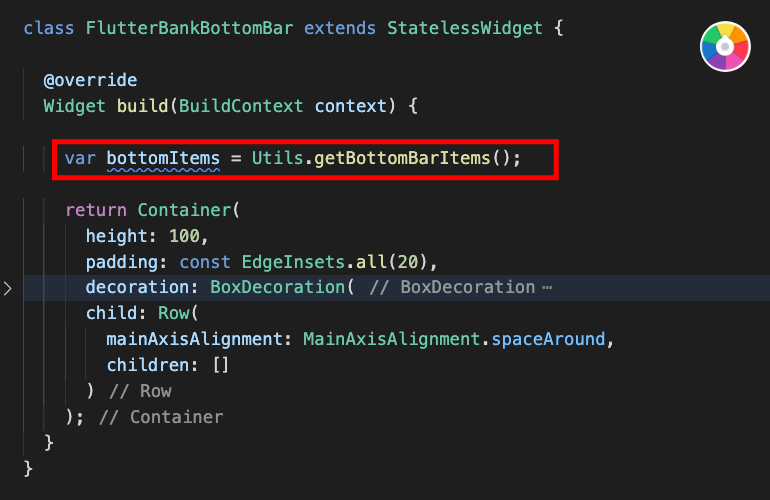 class FlutterBankBottomBar extends StatelessWidget {
@override
Widget build(BuildContext context) {
var bottomItems = Utils.getBottomBarItems();
return Container(
height: 100,
padding: const EdgeInsets.all(20),
decoration: BoxDecoration( // BoxDecoration ⋯
child: Row(
mainAxisAlignment: MainAxisAlignment.spaceAround,
children: []
) // Row
); // Container
}
}